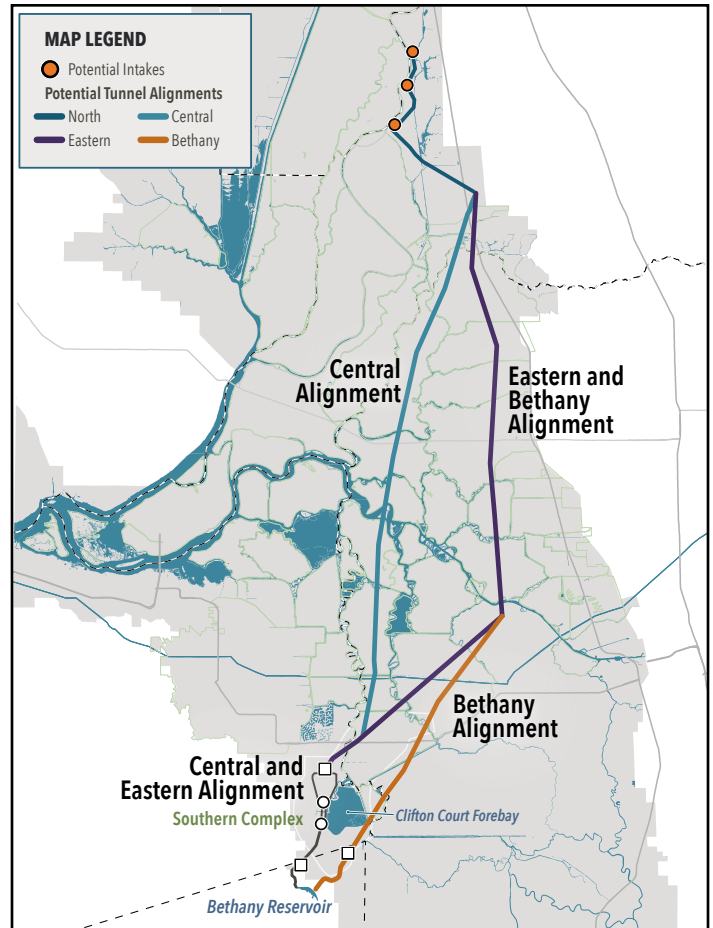 MAP LEGEND
Potential Intakes
Potential Tunnel Alignments
North
Central
Eastern
Bethany
Central
Alignment
Eastern and
Bethany
Alignment
Bethany
Alignment
Central and
Eastern Alignment
Southern Complex
Clifton Court Forebay
Bethany Reservoir